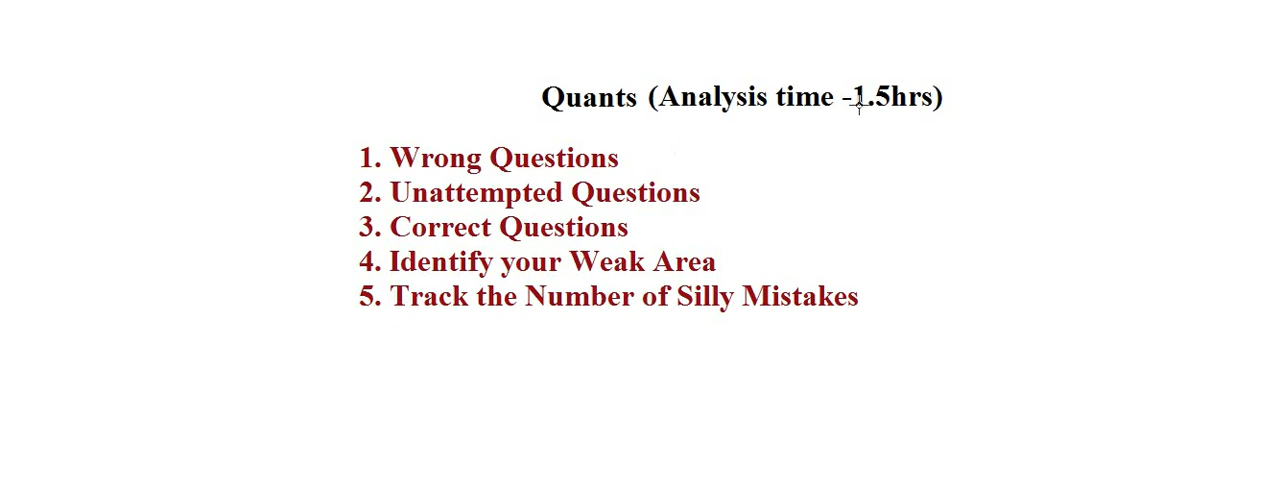 Quants (Analysis time -1.5hrs)
1. Wrong Questions
2. Unattempted Questions
3. Correct Questions
4. Identify your Weak Area
5. Track the Number of Silly Mistakes